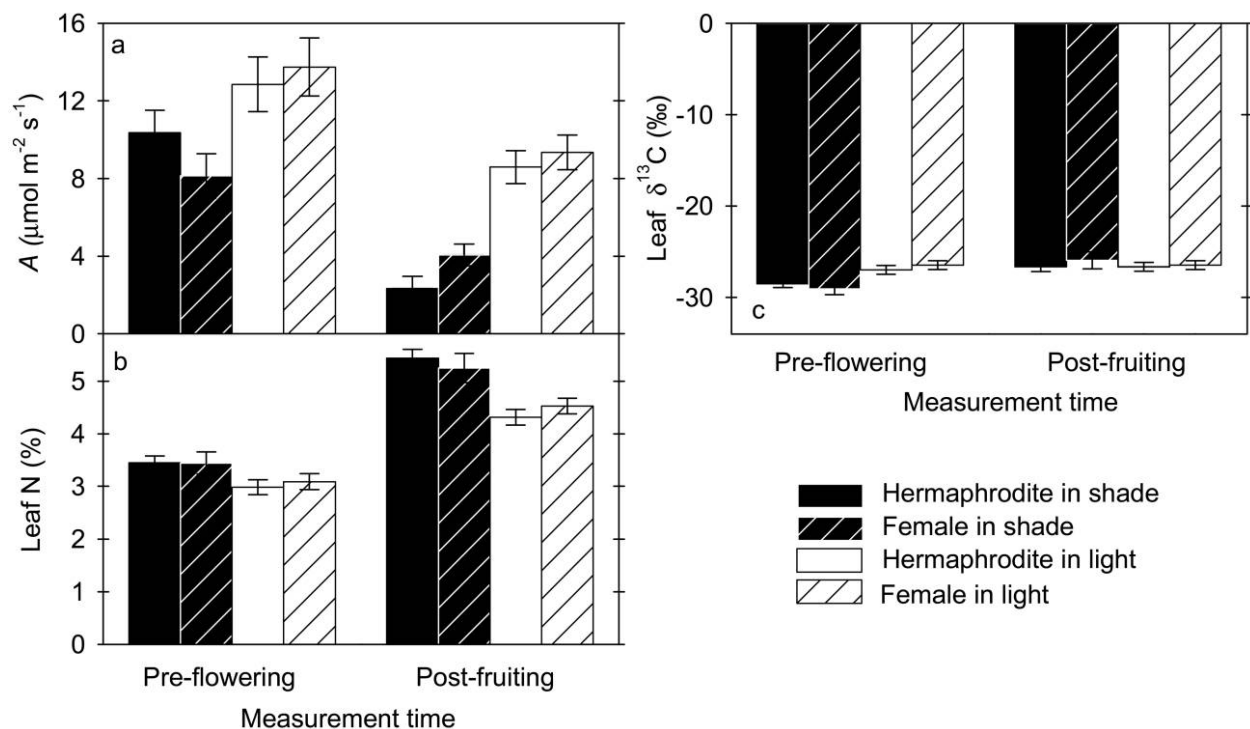 16
12
8
4
0
A (μmol m⁻² s⁻¹)
a
5
4
3
2
1
0
Leaf N (%)
b
Pre-flowering Post-fruiting
Measurement time
0
-10
-20
-30
Leaf δ¹³C (‰)
c
Pre-flowering Post-fruiting
Measurement time
Hermaphrodite in shade
Female in shade
Hermaphrodite in light
Female in light